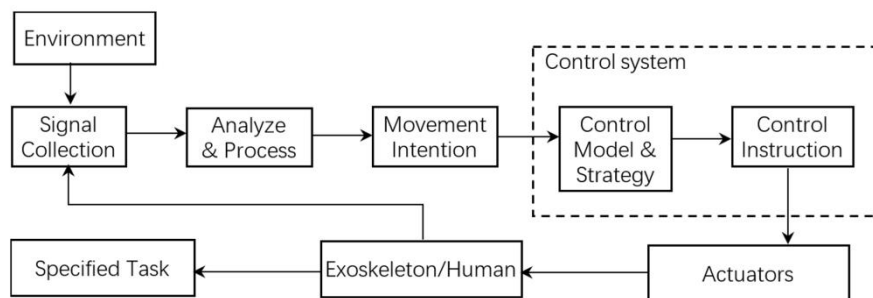 Environment
Control system
Signal
Collection
Analyze
& Process
Movement
Intention
Control
Model &
Strategy
Control
Instruction
Specified Task
Exoskeleton/Human
Actuators